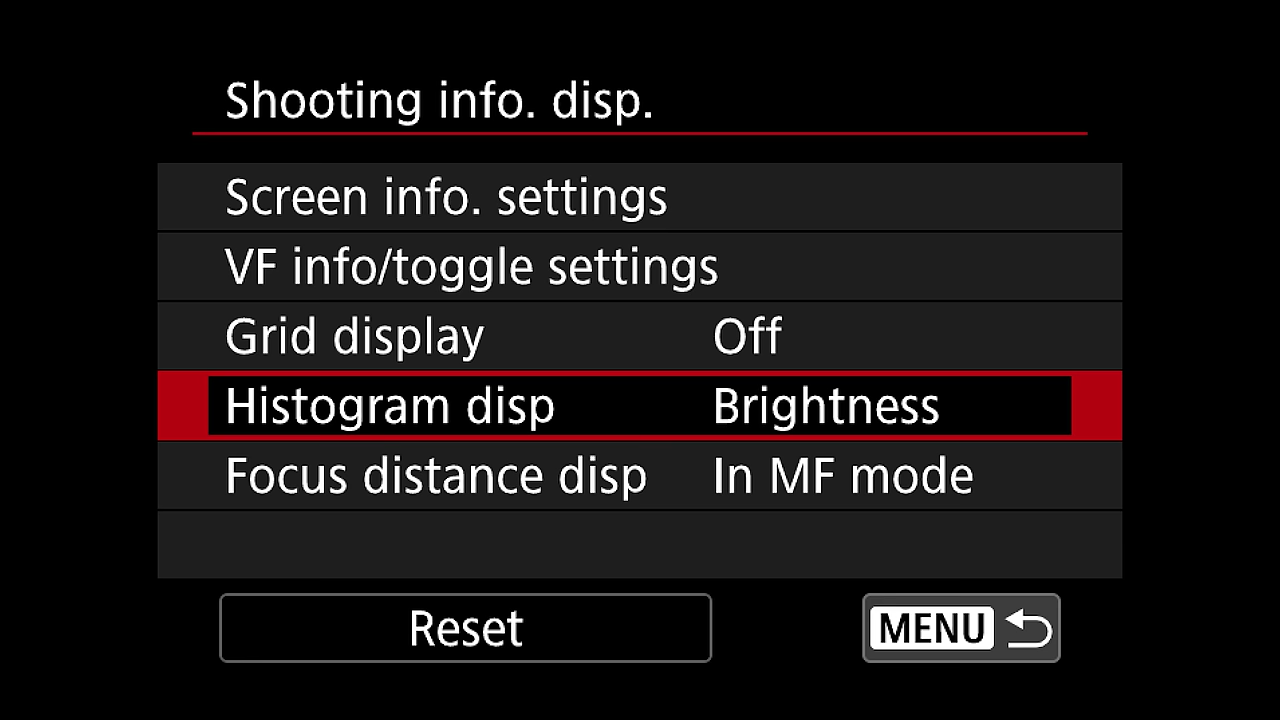 Shooting info. disp.
Screen info. settings
VF info/toggle settings
Grid display Off
Histogram disp Brightness
Focus distance disp In MF mode
Reset MENU